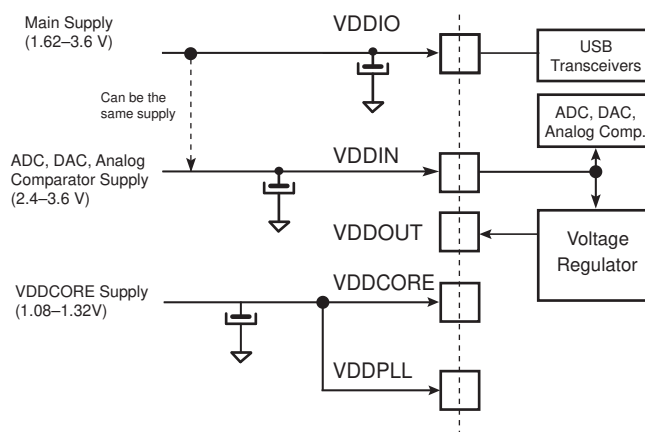 Main Supply
(1.62–3.6 V)
VDDIO
USB
Transceivers
Can be the
same supply
ADC, DAC,
Analog Comp.
ADC, DAC, Analog
Comparator Supply
(2.4–3.6 V)
VDDIN
VDDOUT
Voltage
Regulator
VDDCORE Supply
(1.08–1.32V)
VDDCORE
VDDPLL